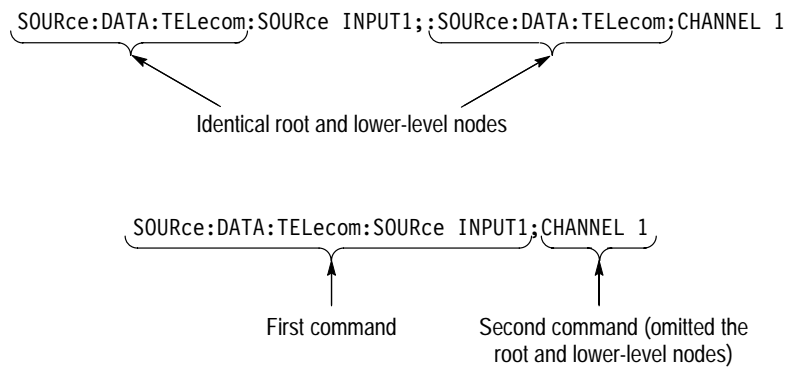 SOURce:DATA:TELecom:SOURce INPUT1;:SOURce:DATA:TELecom:CHANNEL 1
Identical root and lower-level nodes
SOURce:DATA:TELecom:SOURce INPUT1;CHANNEL 1
First command
Second command (omitted the
root and lower-level nodes)